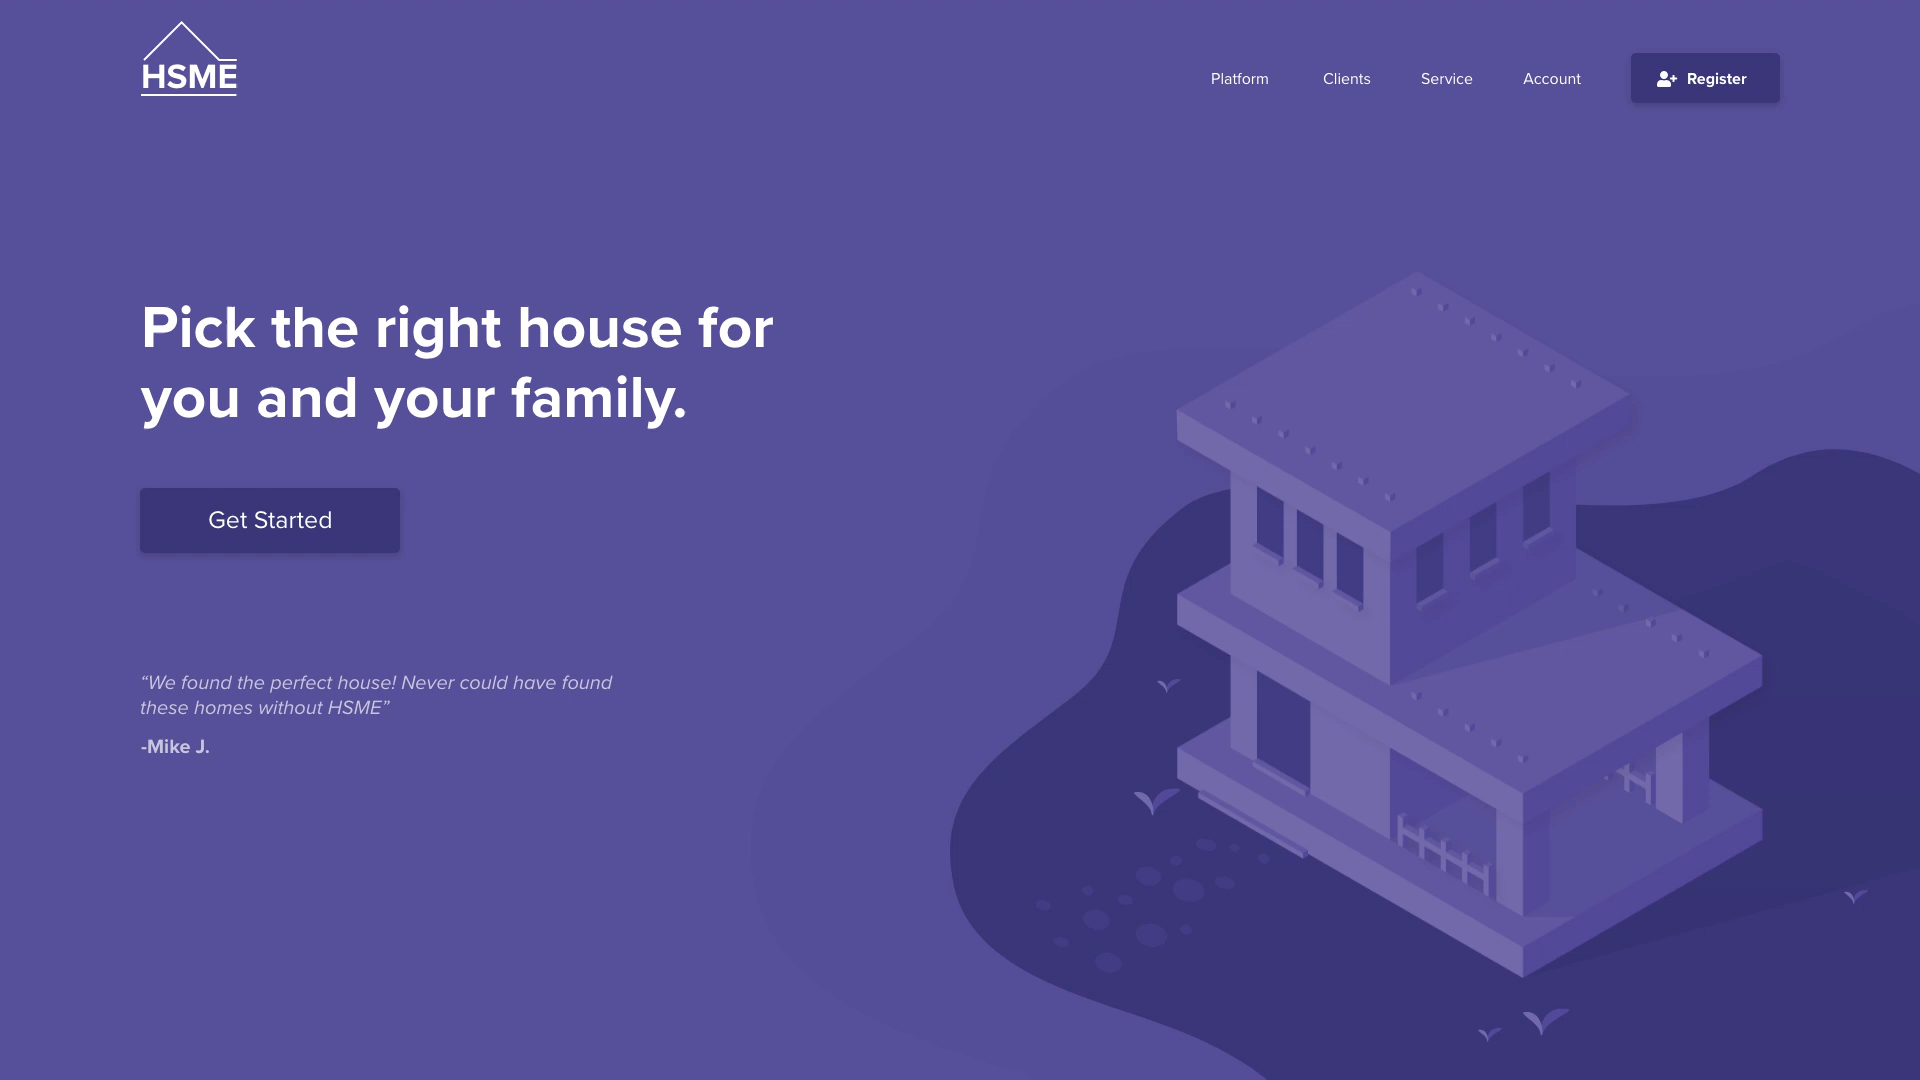 HSME
Platform
Clients
Service
Account
Register
Pick the right house for
you and your family.
Get Started
“We found the perfect house! Never could have found
these homes without HSME”
-Mike J.